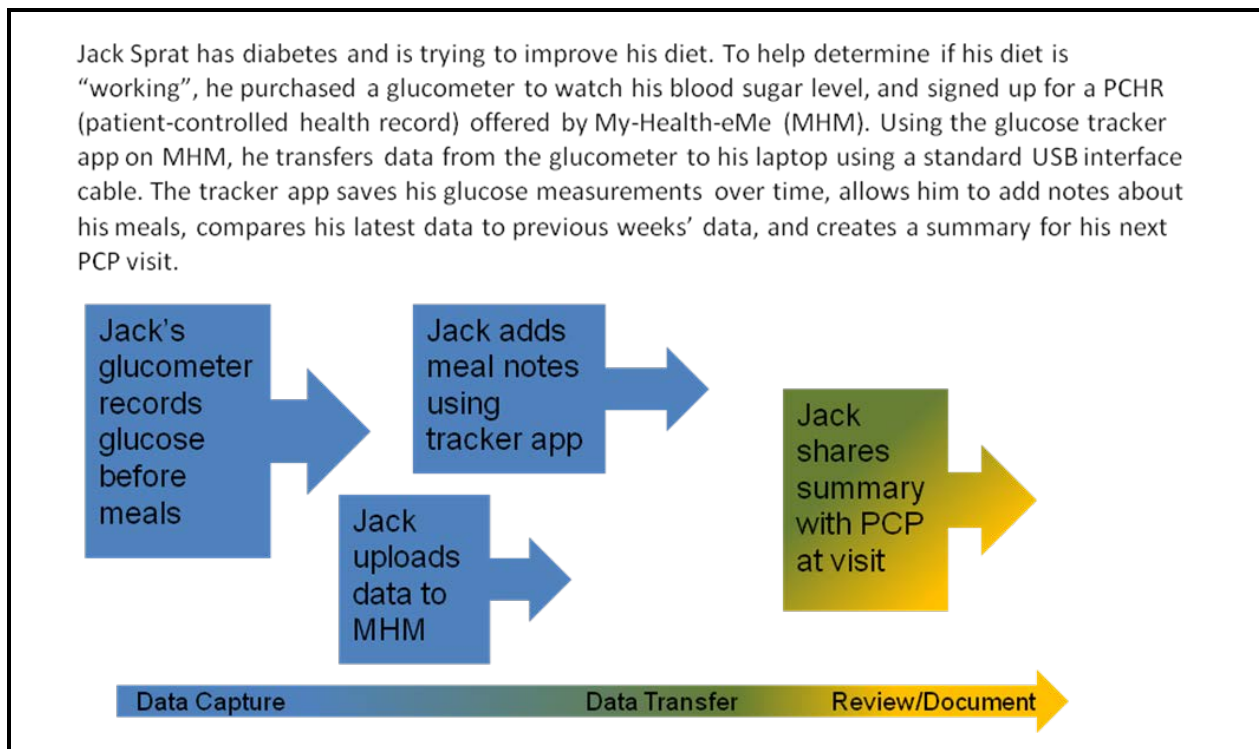 Jack Sprat has diabetes and is trying to improve his diet. To help determine if his diet is
“working”, he purchased a glucometer to watch his blood sugar level, and signed up for a PCHR
(patient-controlled health record) offered by My-Health-eMe (MHM). Using the glucose tracker
app on MHM, he transfers data from the glucometer to his laptop using a standard USB interface
cable. The tracker app saves his glucose measurements over time, allows him to add notes about
his meals, compares his latest data to previous weeks’ data, and creates a summary for his next
PCP visit.
Jack’s
glucometer
records
glucose
before
meals
Jack
uploads
data to
MHM
Jack adds
meal notes
using
tracker app
Jack
shares
summary
with PCP
at visit
Data Capture
Data Transfer
Review/Document